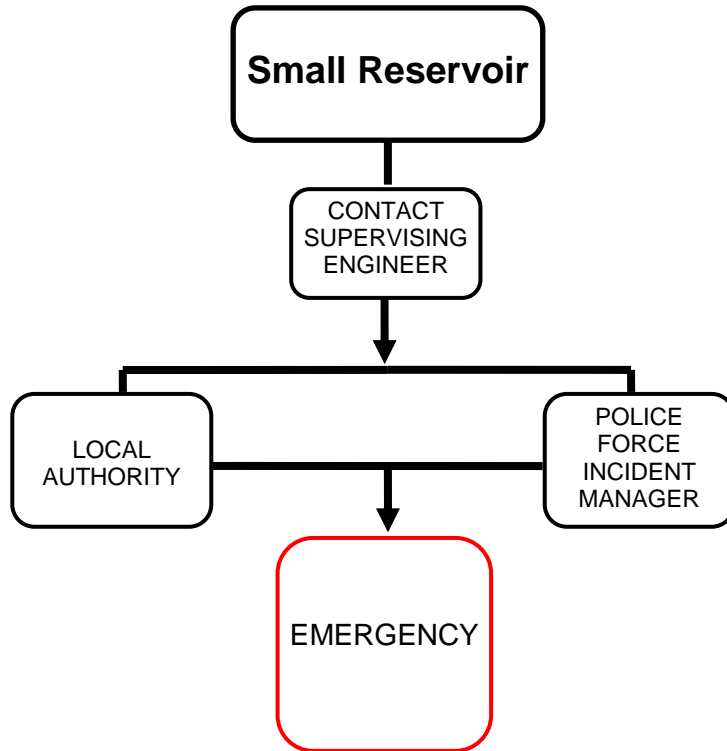 Small Reservoir
CONTACT
SUPERVISING
ENGINEER
LOCAL
AUTHORITY
POLICE
FORCE
INCIDENT
MANAGER
EMERGENCY